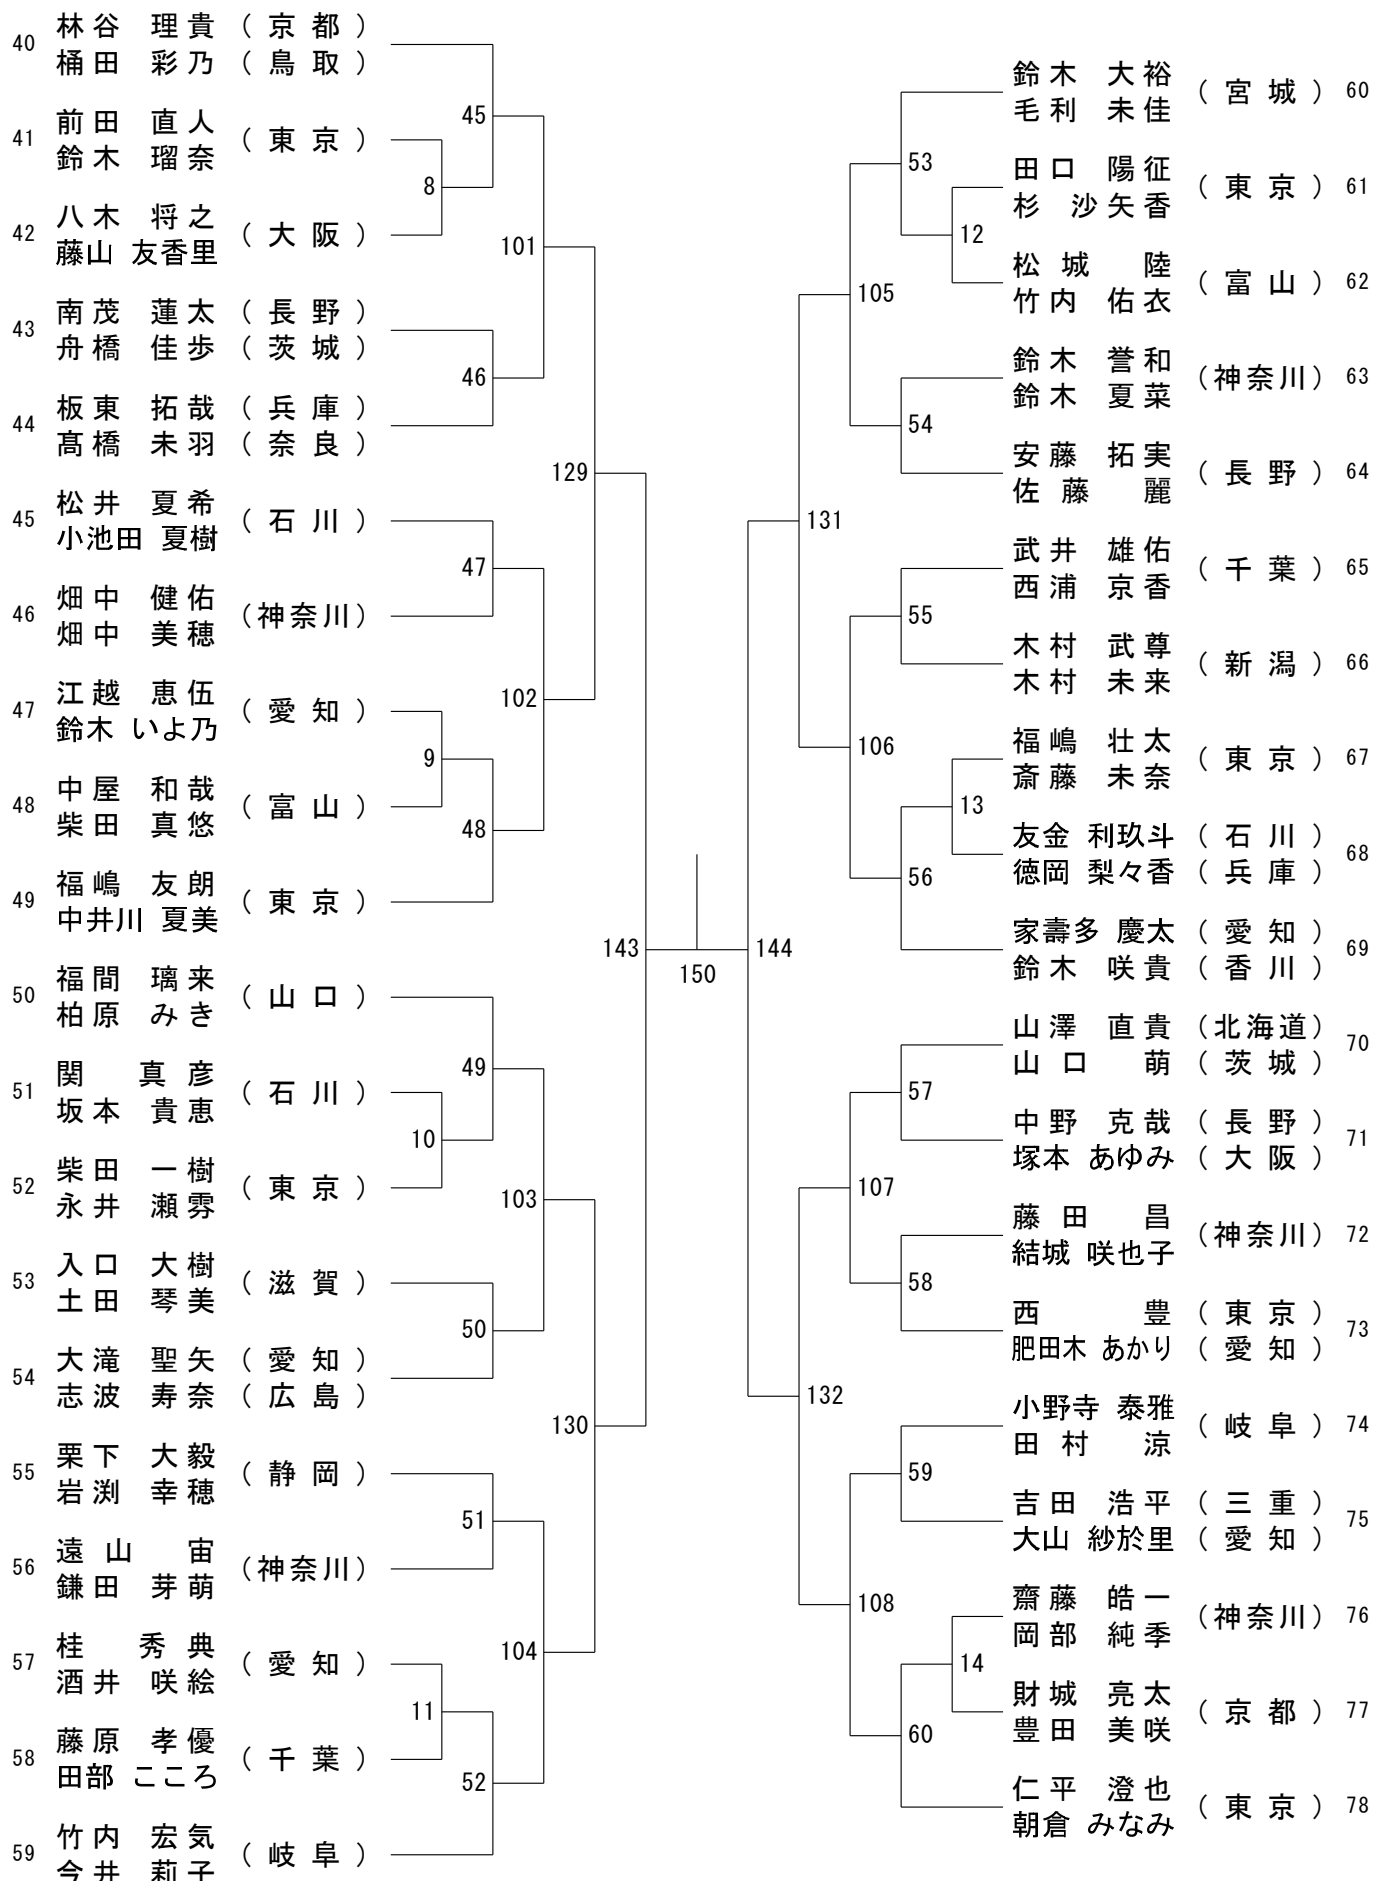 40 林谷 理貴 (京都)
桶田 彩乃 (鳥取)
41 前田 直人 (東京)
鈴木 瑠奈
42 八木 将之 (大阪)
藤山 友香里
43 南茂 蓮太 (長野)
舟橋 佳歩 (茨城)
44 板東 拓哉 (兵庫)
髙橋 未羽 (奈良)
45 松井 夏希 (石川)
小池田 夏樹
46 畑中 健佑 (神奈川)
畑中 美穂
47 江越 恵伍 (愛知)
鈴木 いよ乃
48 中屋 和哉 (富山)
柴田 真悠
49 福嶋 友朗 (東京)
中井川 夏美
50 福間 璃来 (山口)
柏原 みき
51 関 真彦 (石川)
坂本 貴恵
52 柴田 一樹 (東京)
永井 瀬雰
53 入口 大樹 (滋賀)
土田 琴美
54 大滝 聖矢 (愛知)
志波 寿奈 (広島)
55 栗下 大毅 (静岡)
岩渕 幸穂
56 遠山 宙 (神奈川)
鎌田 芽萌
57 桂 秀典 (愛知)
酒井 咲絵
58 藤原 孝優 (千葉)
田部 こころ
59 竹内 宏気 (岐阜)
今井 莉子
45
8
101
46
129
47
102
9
48
143
49
10
103
50
130
51
104
11
52
150
144
53
12
105
54
131
55
106
13
56
57
107
58
132
59
108
14
60
鈴木 大裕 (宮城) 60
毛利 未佳
田口 陽征 (東京) 61
杉 沙矢香
松城 陸 (富山) 62
竹内 佑衣
鈴木 誉和 (神奈川) 63
鈴木 夏菜
安藤 拓実 (長野) 64
佐藤 麗
武井 雄佑 (千葉) 65
西浦 京香
木村 武尊 (新潟) 66
木村 未来
福嶋 壮太 (東京) 67
斎藤 未奈
友金 利玖斗 (石川) 68
徳岡 梨々香 (兵庫)
家壽多 慶太 (愛知) 69
鈴木 咲貴 (香川)
山澤 直貴 (北海道) 70
山口 萌 (茨城)
中野 克哉 (長野) 71
塚本 あゆみ (大阪)
藤田 昌 (神奈川) 72
結城 咲也子
西 豊 (東京) 73
肥田木 あかり (愛知)
小野寺 泰雅 (岐阜) 74
田村 涼
吉田 浩平 (三重) 75
大山 紗於里 (愛知)
齋藤 皓一 (神奈川) 76
岡部 純季
財城 亮太 (京都) 77
豊田 美咲
仁平 澄也 (東京) 78
朝倉 みなみ